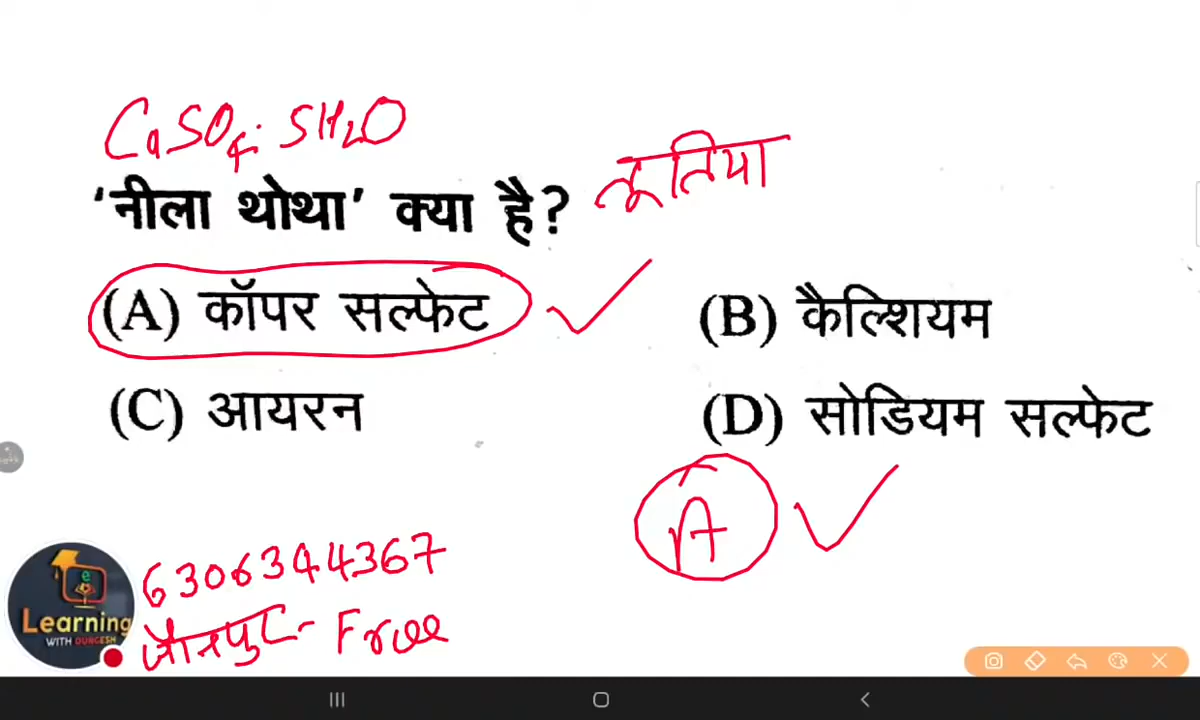 CaSO4. 5H2O
'नीला थोथा' क्या है? तूतिया
(A) कॉपर सल्फेट
(B) कैल्शियम
(C) आयरन
(D) सोडियम सल्फेट
A
e
Learning
WITH DURGESH
6306344367
जौनपुर - Free